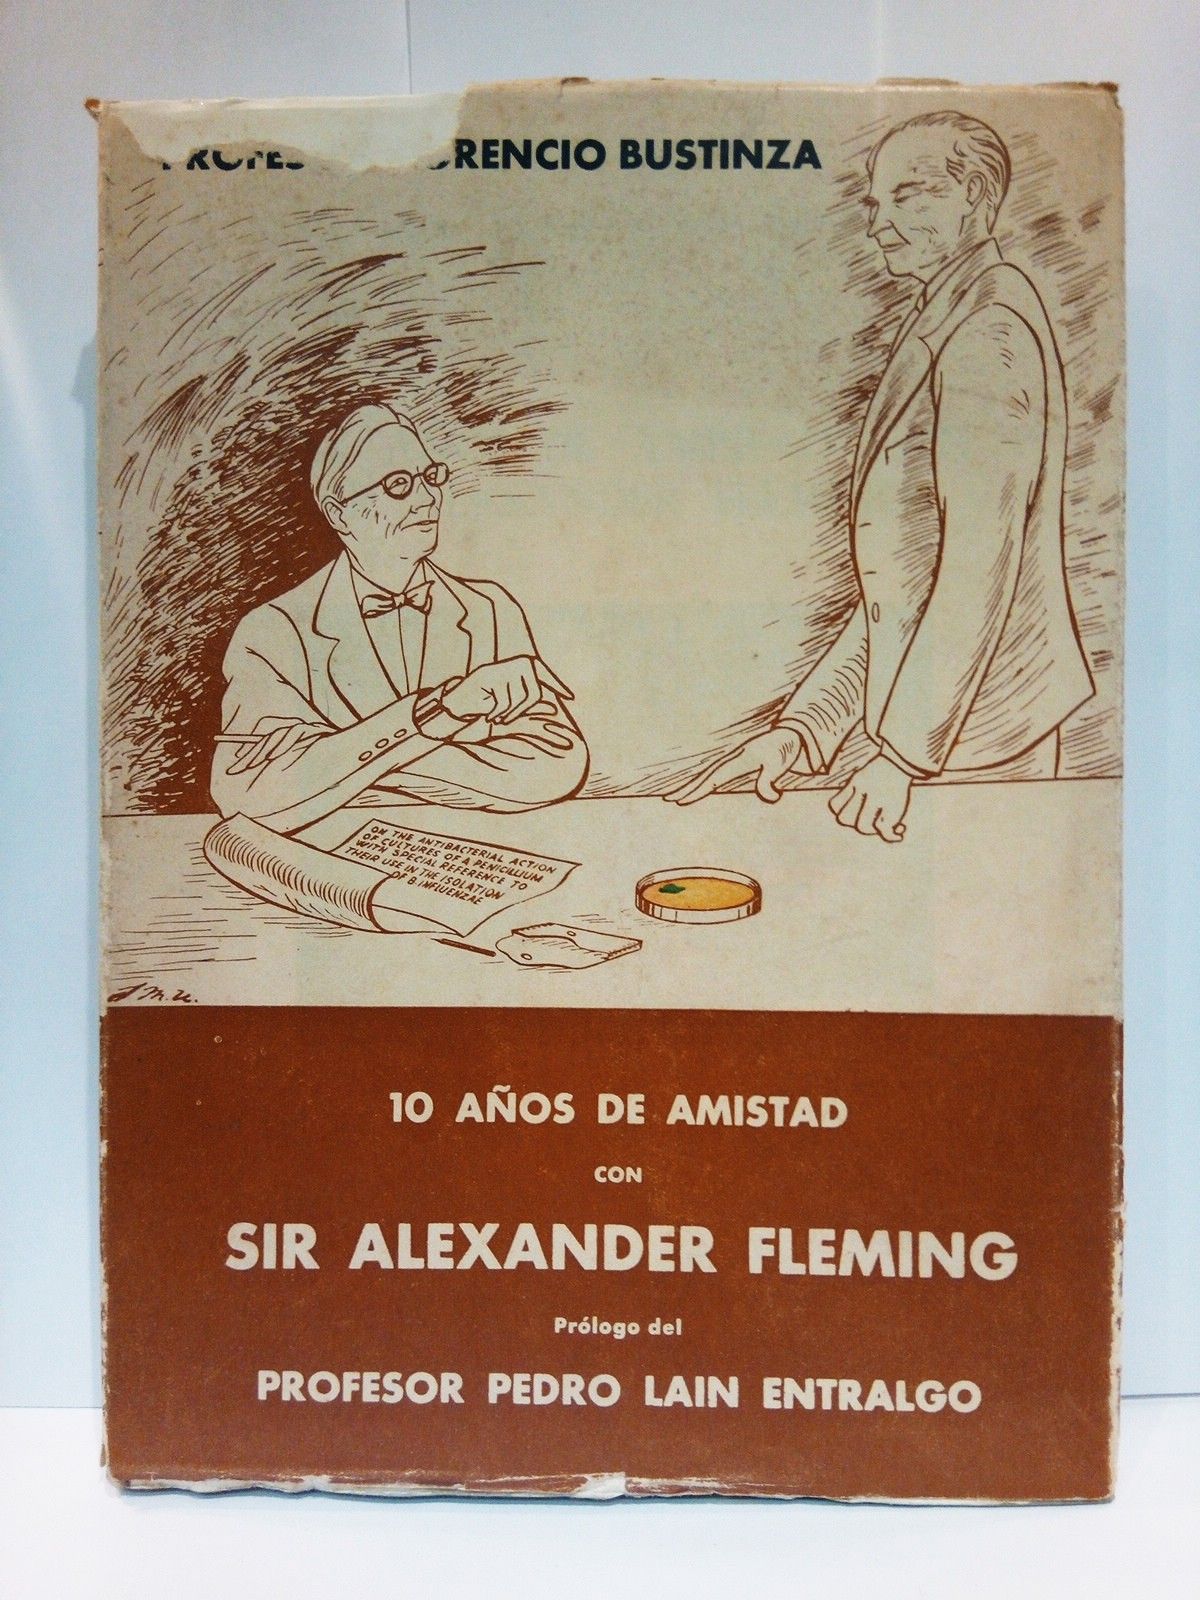 BUSTINZA
ON THE ANTIBACTERIAL ACTION
OF CULTURES OF A PENICILLIUM
WITH SPECIAL REFERENCE TO
THEIR USE IN THE ISOLATION
OF B. INFLUENZAE
10 AÑOS DE AMISTAD
CON
SIR ALEXANDER FLEMING
Prólogo del
PROFESOR PEDRO LAIN ENTRALGO